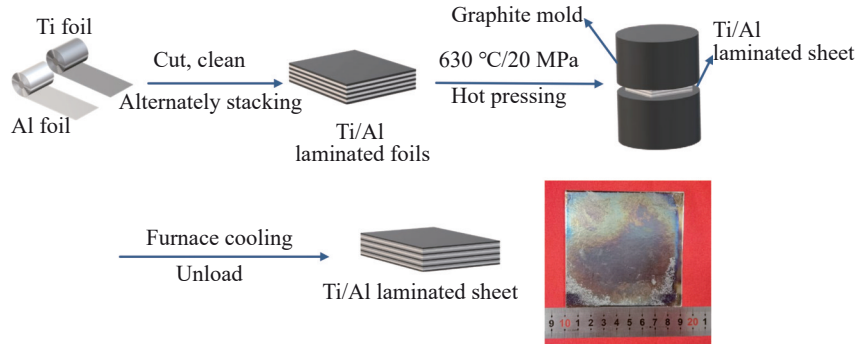 Ti foil
Al foil
Cut, clean
Alternately stacking
Ti/Al
laminated foils
630 °C/20 MPa
Hot pressing
Graphite mold
Ti/Al
laminated sheet
Furnace cooling
Unload
Ti/Al laminated sheet
9 10 1 2 3 4 5 6 7 8 9 20 1